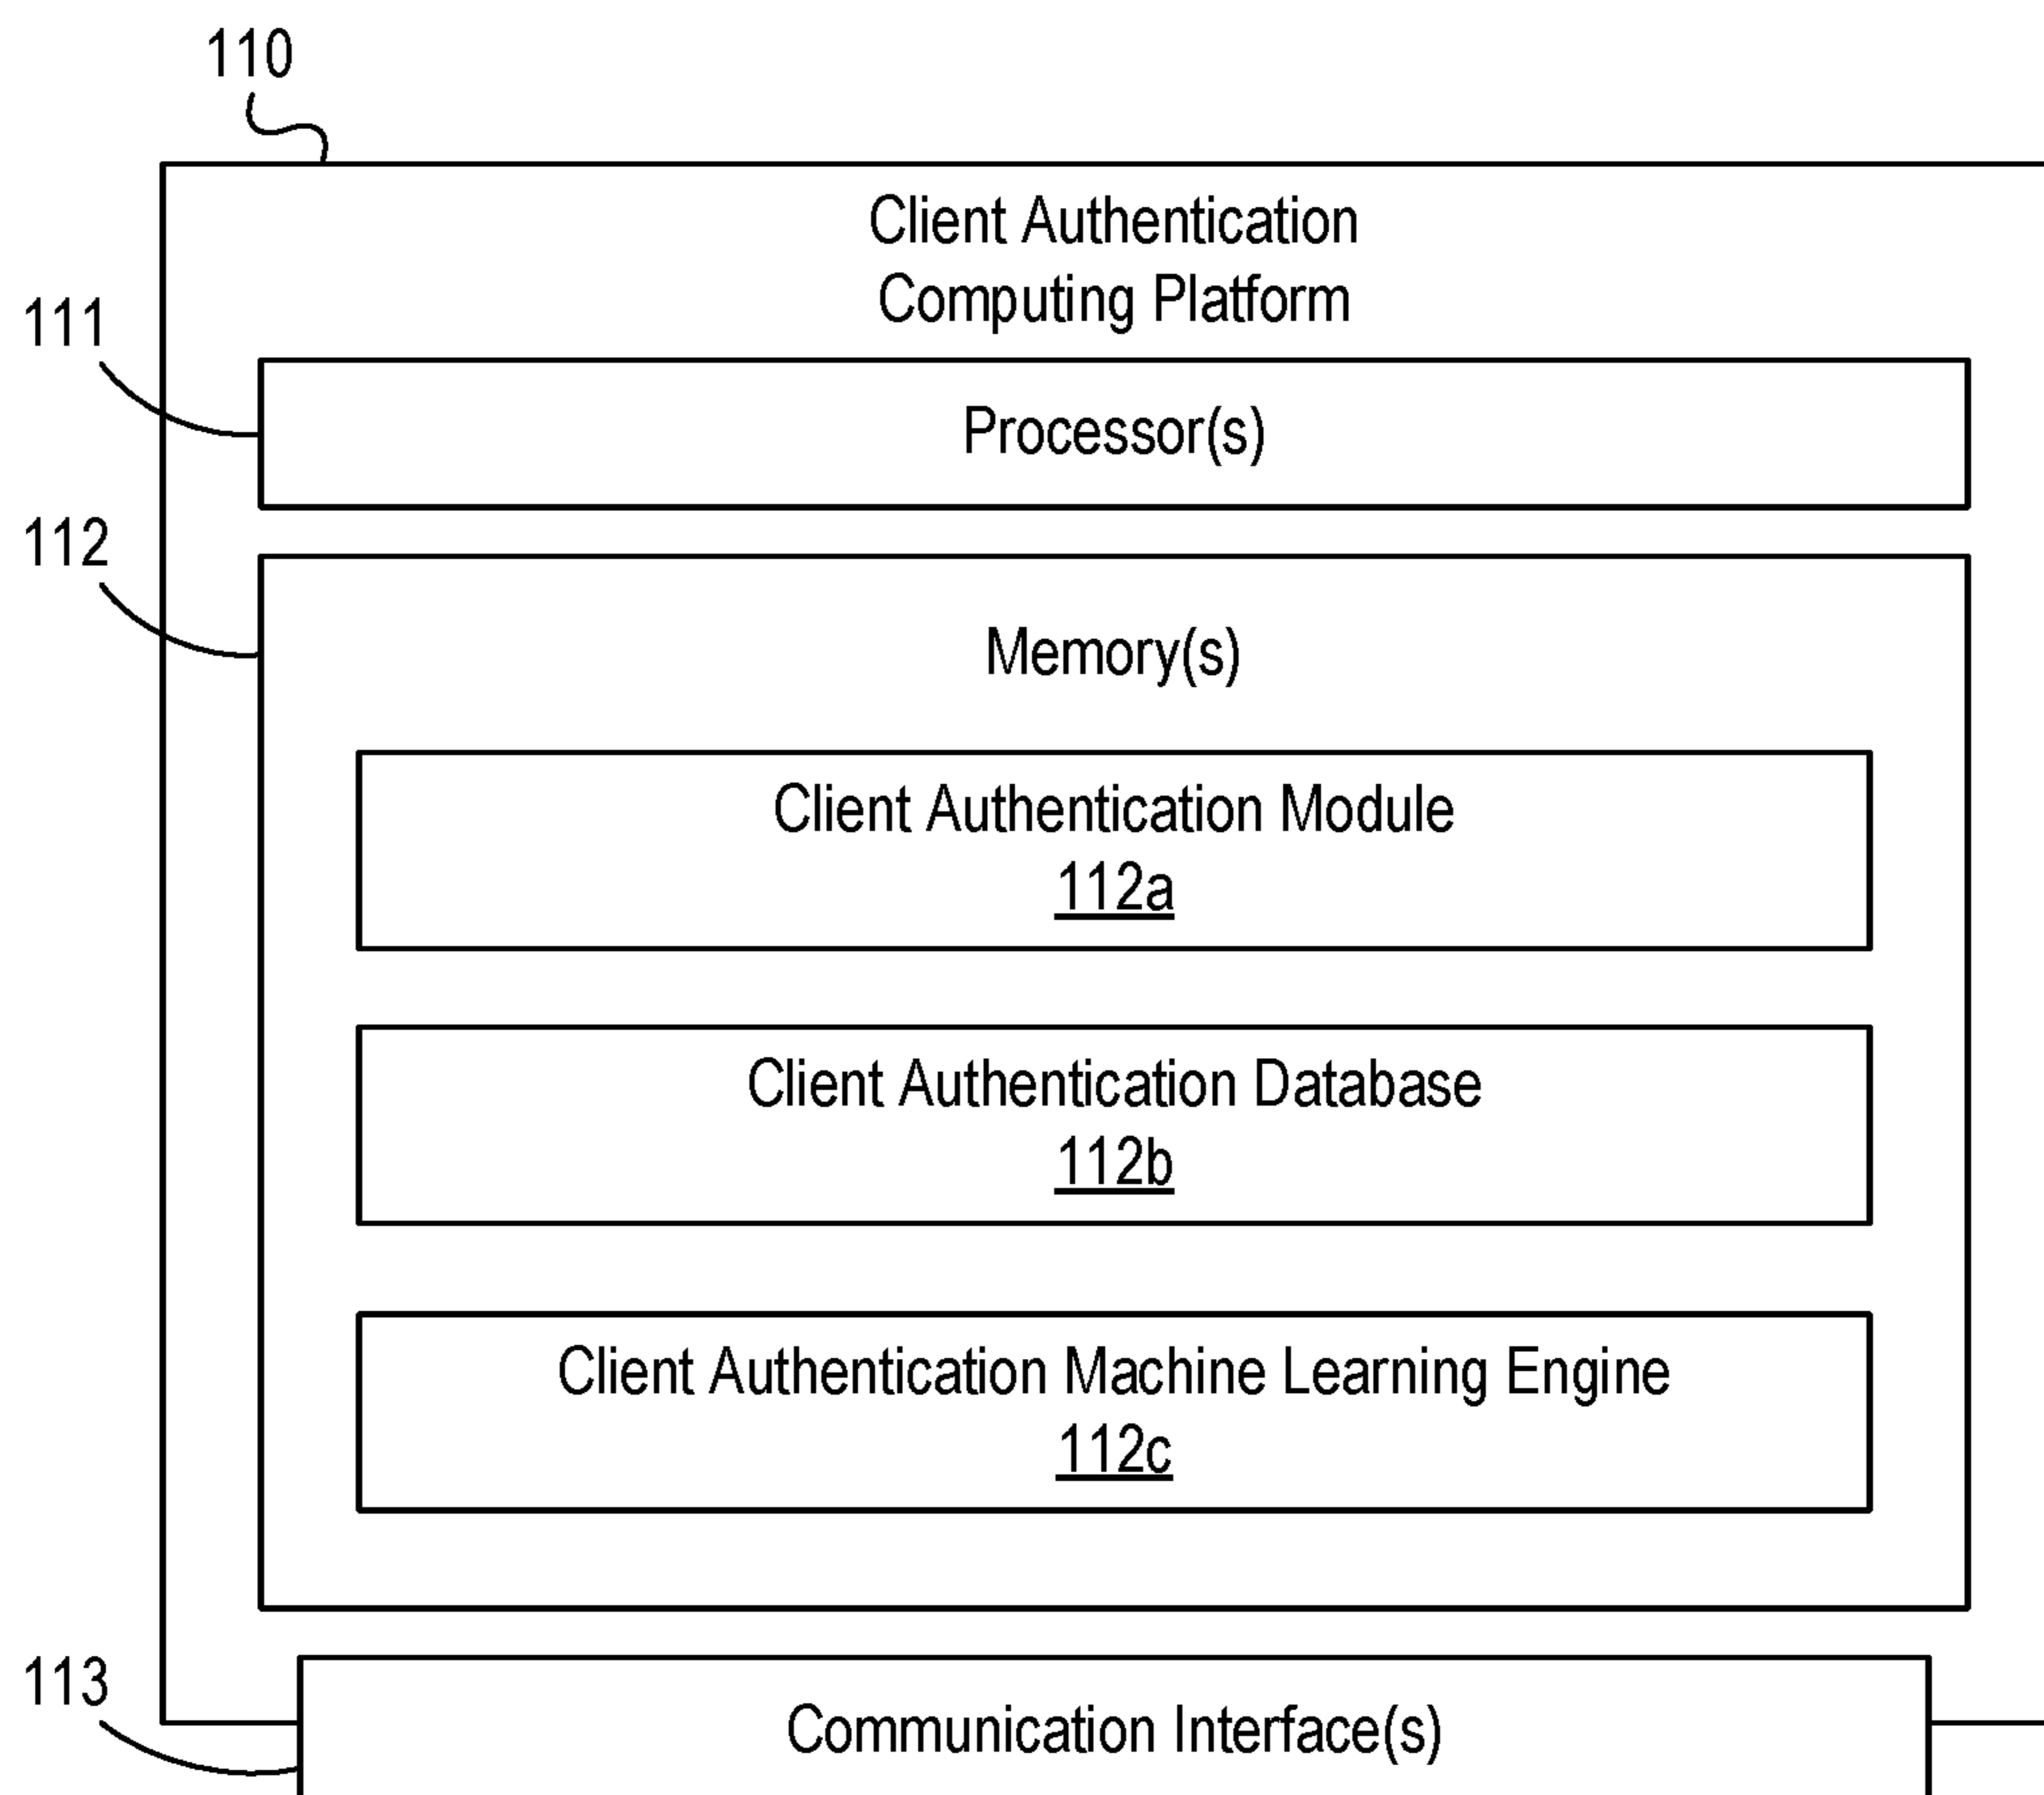 110
Client Authentication
Computing Platform
111
Processor(s)
112
Memory(s)
Client Authentication Module
112a
Client Authentication Database
112b
Client Authentication Machine Learning Engine
112c
113
Communication Interface(s)